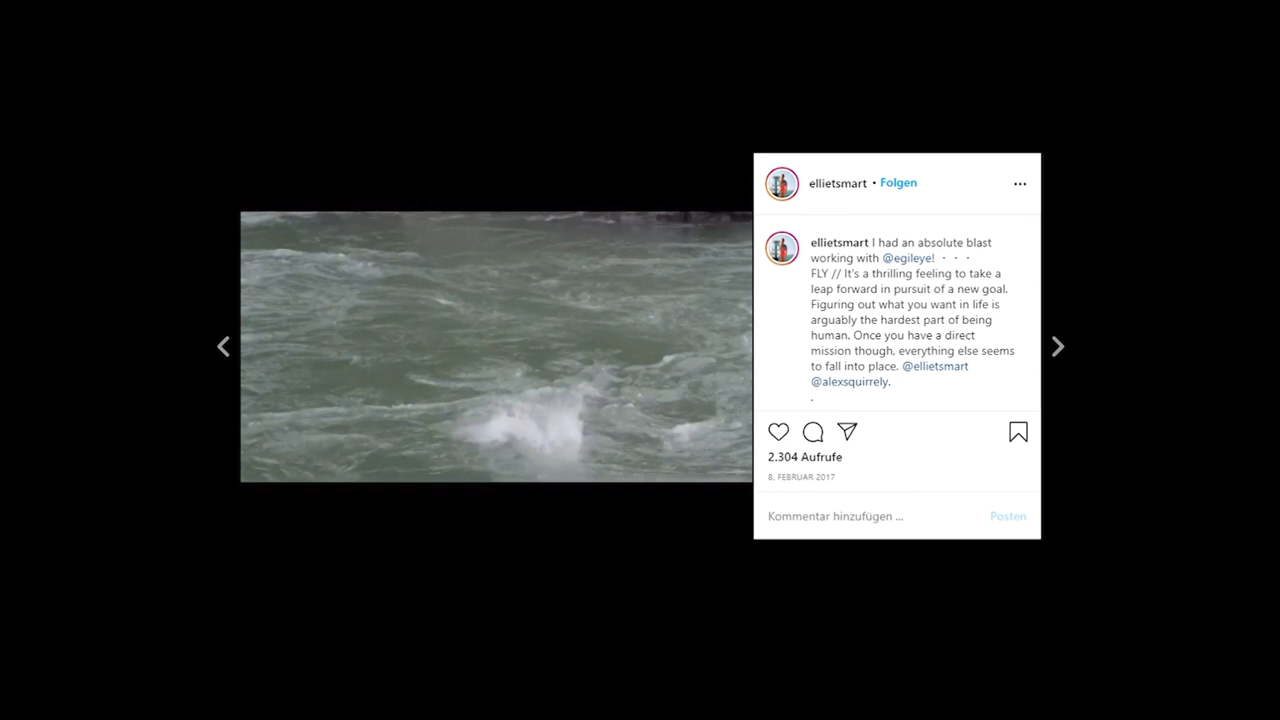 ellietsmart • Folgen
ellietsmart I had an absolute blast
working with @egileye! · · ·
FLY // It's a thrilling feeling to take a
leap forward in pursuit of a new goal.
Figuring out what you want in life is
arguably the hardest part of being
human. Once you have a direct
mission though, everything else seems
to fall into place. @ellietsmart
@alexsquirrely.
.
2.304 Aufrufe
8. FEBRUAR 2017
Kommentar hinzufügen ... Posten